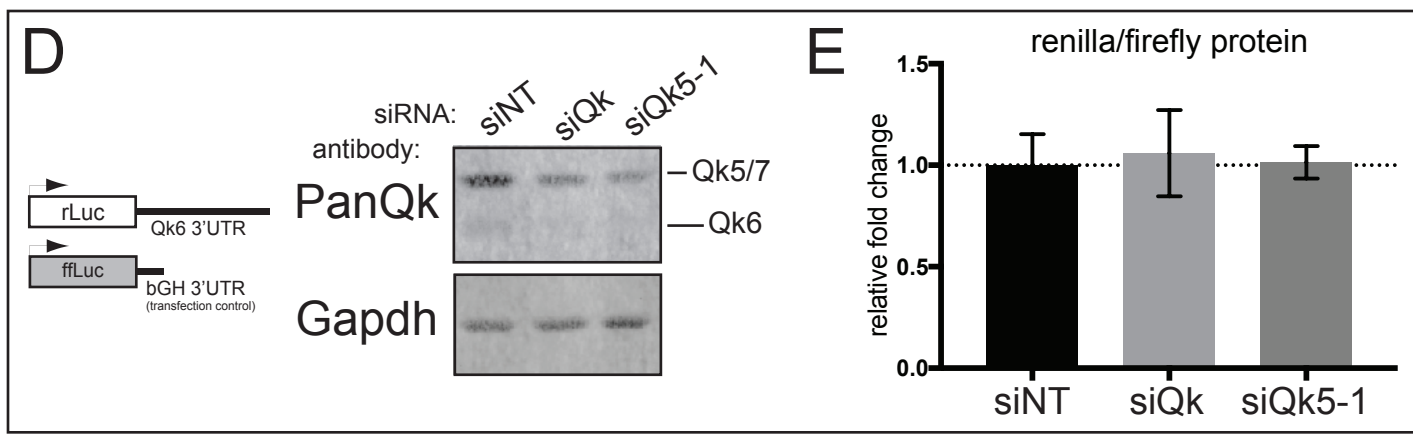 D
siRNA: siNT siQk siQk5-1
antibody:
PanQk
Qk5/7
Qk6
Gapdh
rLuc
Qk6 3’UTR
ffLuc
bGH 3’UTR
(transfection control)
E
renilla/firefly protein
relative fold change
1.5
1.0
0.5
0.0
siNT siQk siQk5-1